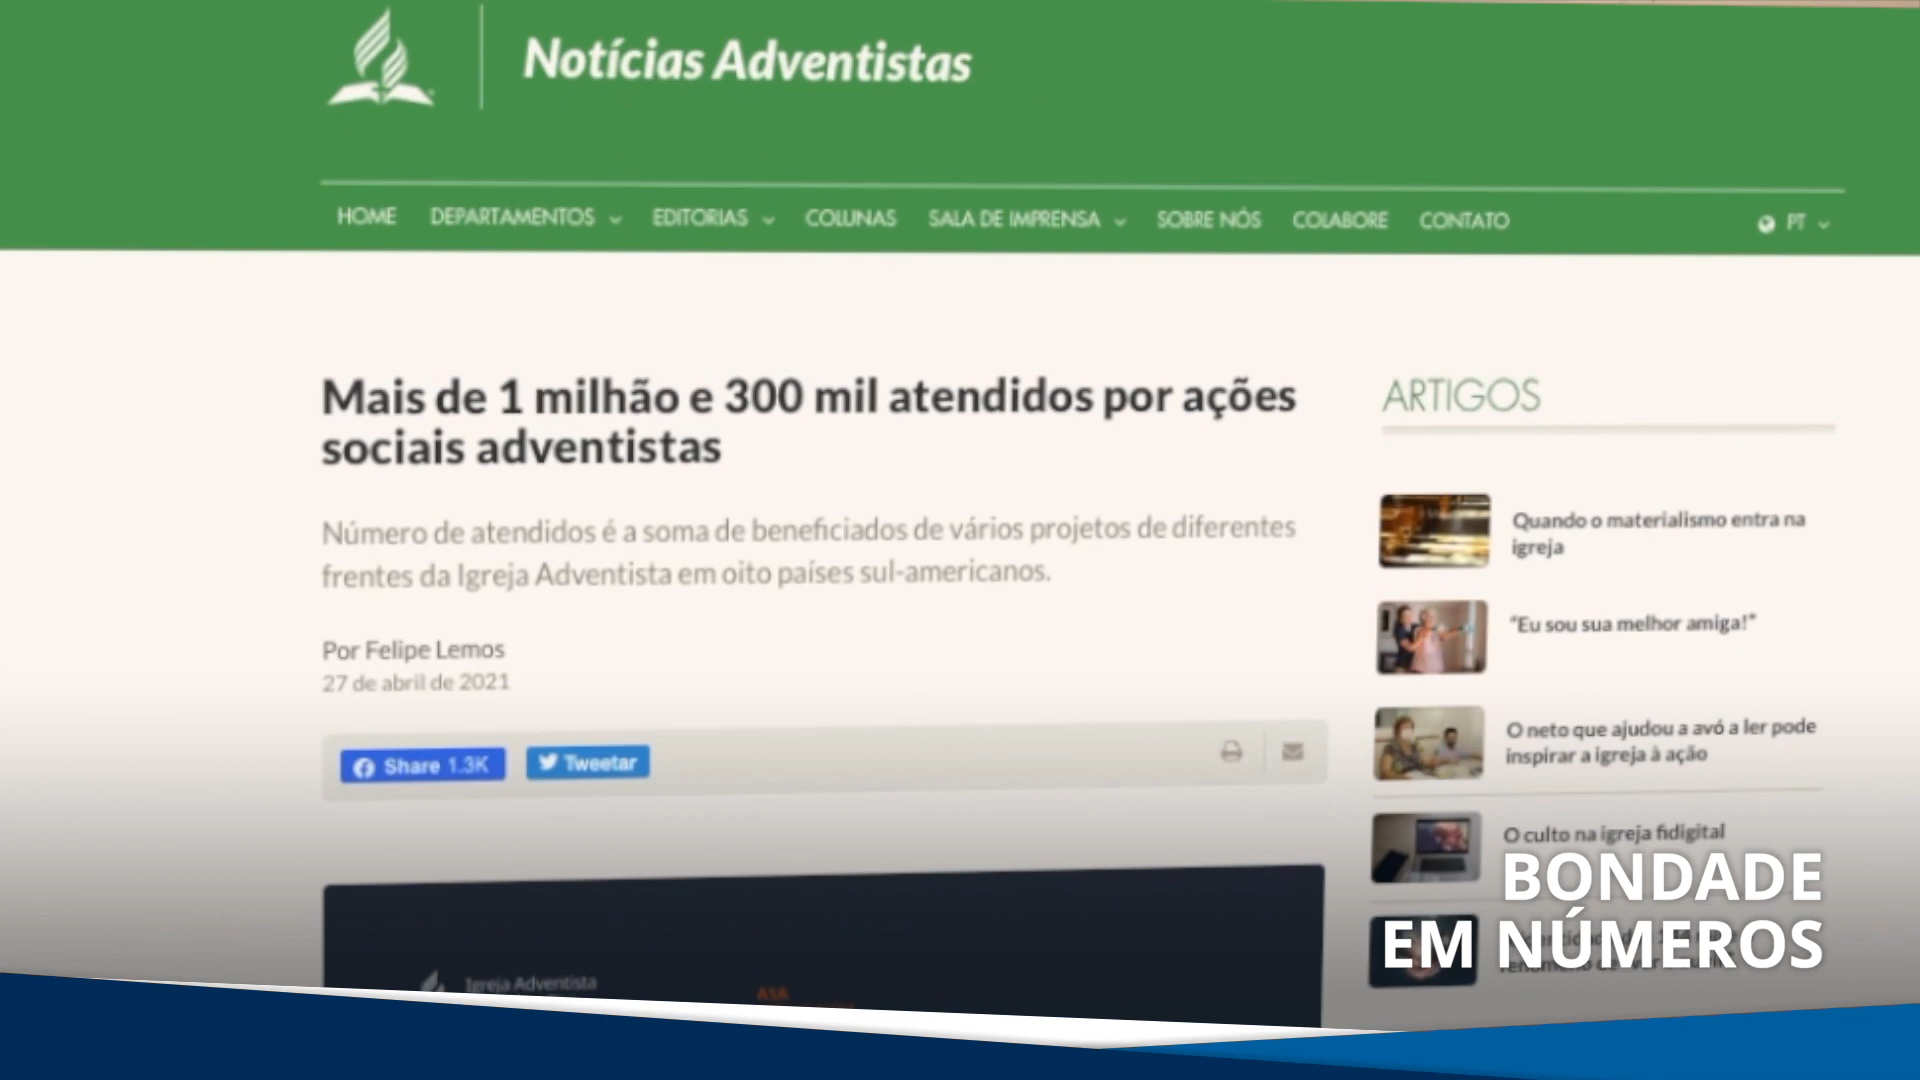 Notícias Adventistas
HOME DEPARTAMENTOS EDITORIAS COLUNAS SALA DE IMPRENSA SOBRE NÓS COLABORE CONTATO PT
Mais de 1 milhão e 300 mil atendidos por ações
sociais adventistas
Número de atendidos é a soma de beneficiados de vários projetos de diferentes
frentes da Igreja Adventista em oito países sul-americanos.
Por Felipe Lemos
27 de abril de 2021
Share 1.3K Tweetar
Igreja Adventista
ASA
ARTIGOS
Quando o materialismo entra na
igreja
"Eu sou sua melhor amiga!"
O neto que ajudou a avó a ler pode
inspirar a igreja à ação
O culto na igreja fidigital
BONDADE
EM NÚMEROS